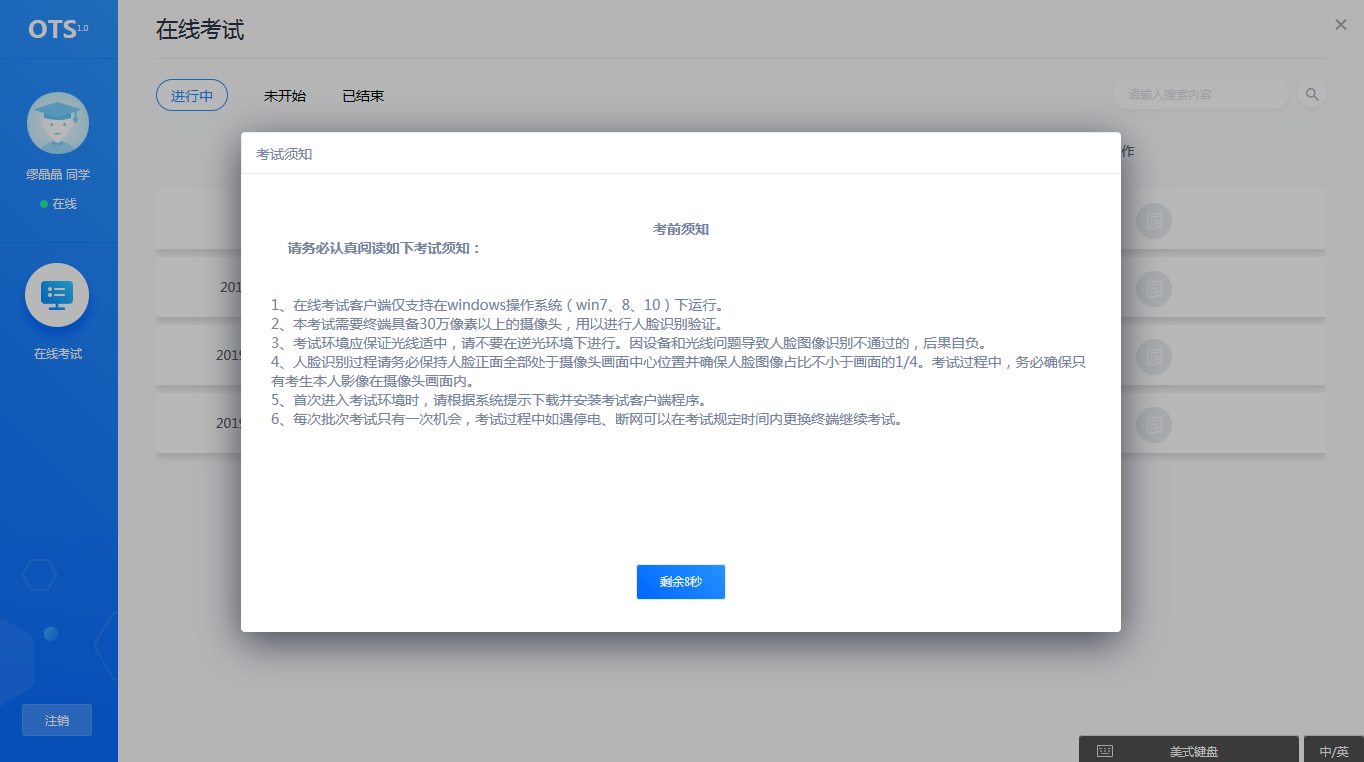 OTS1.0
在线考试
进行中
未开始
已结束
请输入搜索内容
缪晶晶 同学
在线
在线考试
注销
作
201
2019
2019
考试须知
考前须知
请务必认真阅读如下考试须知：
1、在线考试客户端仅支持在windows操作系统（win7、8、10）下运行。
2、本考试需要终端具备30万像素以上的摄像头，用以进行人脸识别验证。
3、考试环境应保证光线适中，请不要在逆光环境下进行。因设备和光线问题导致人脸图像识别不通过的，后果自负。
4、人脸识别过程请务必保持人脸正面全部处于摄像头画面中心位置并确保人脸图像占比不小于画面的1/4。考试过程中，务必确保只
有考生本人影像在摄像头画面内。
5、首次进入考试环境时，请根据系统提示下载并安装考试客户端程序。
6、每次批次考试只有一次机会，考试过程中如遇停电、断网可以在考试规定时间内更换终端继续考试。
剩余8秒
美式键盘
中/英